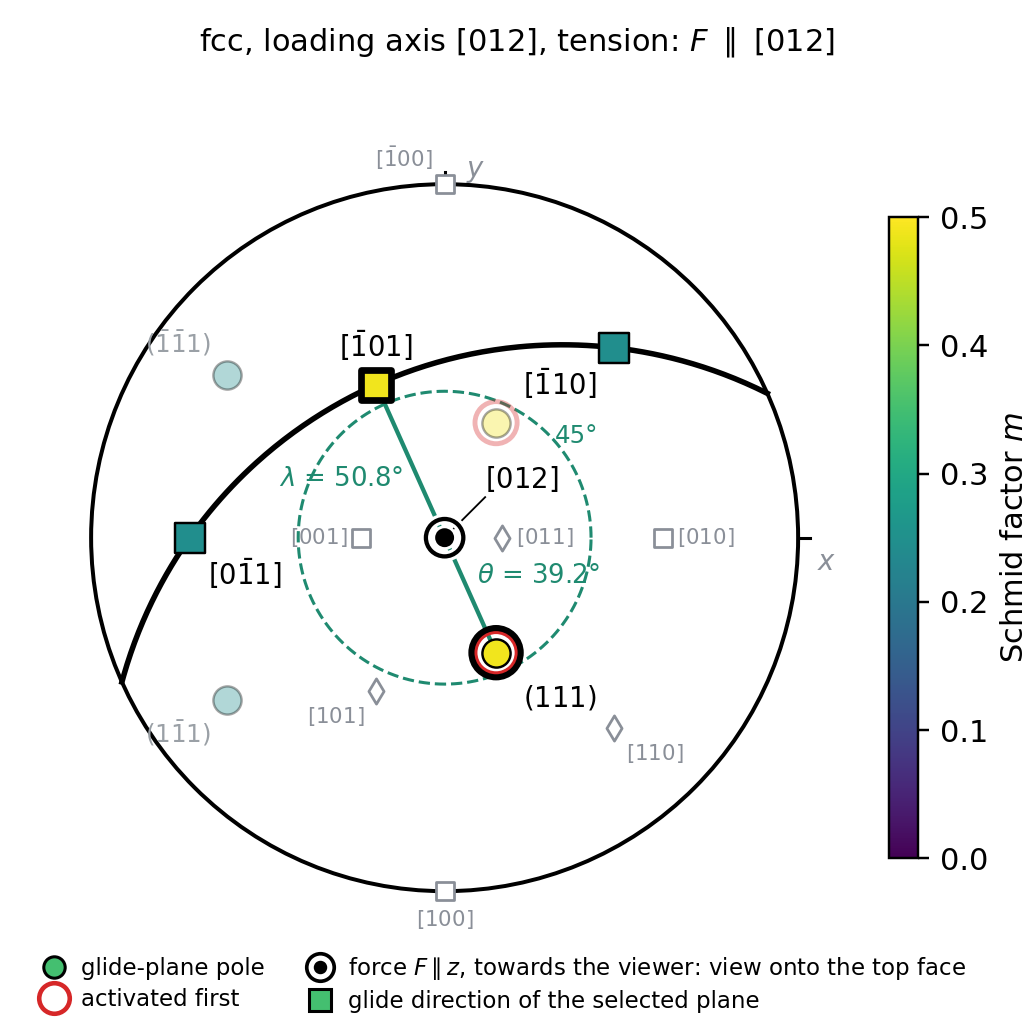 fcc, loading axis [012], tension: F ∥ [012]
[1̄00]
y
(1̄1̄1)
[1̄01]
[1̄10]
45°
λ = 50.8°
[012]
[001]
[011]
[010]
x
[01̄1]
θ = 39.2°
[101]
(111)
(11̄1)
[110]
[100]
0.5
0.4
0.3
0.2
0.1
0.0
Schmid factor m
glide-plane pole
force F ∥ z, towards the viewer: view onto the top face
activated first
glide direction of the selected plane